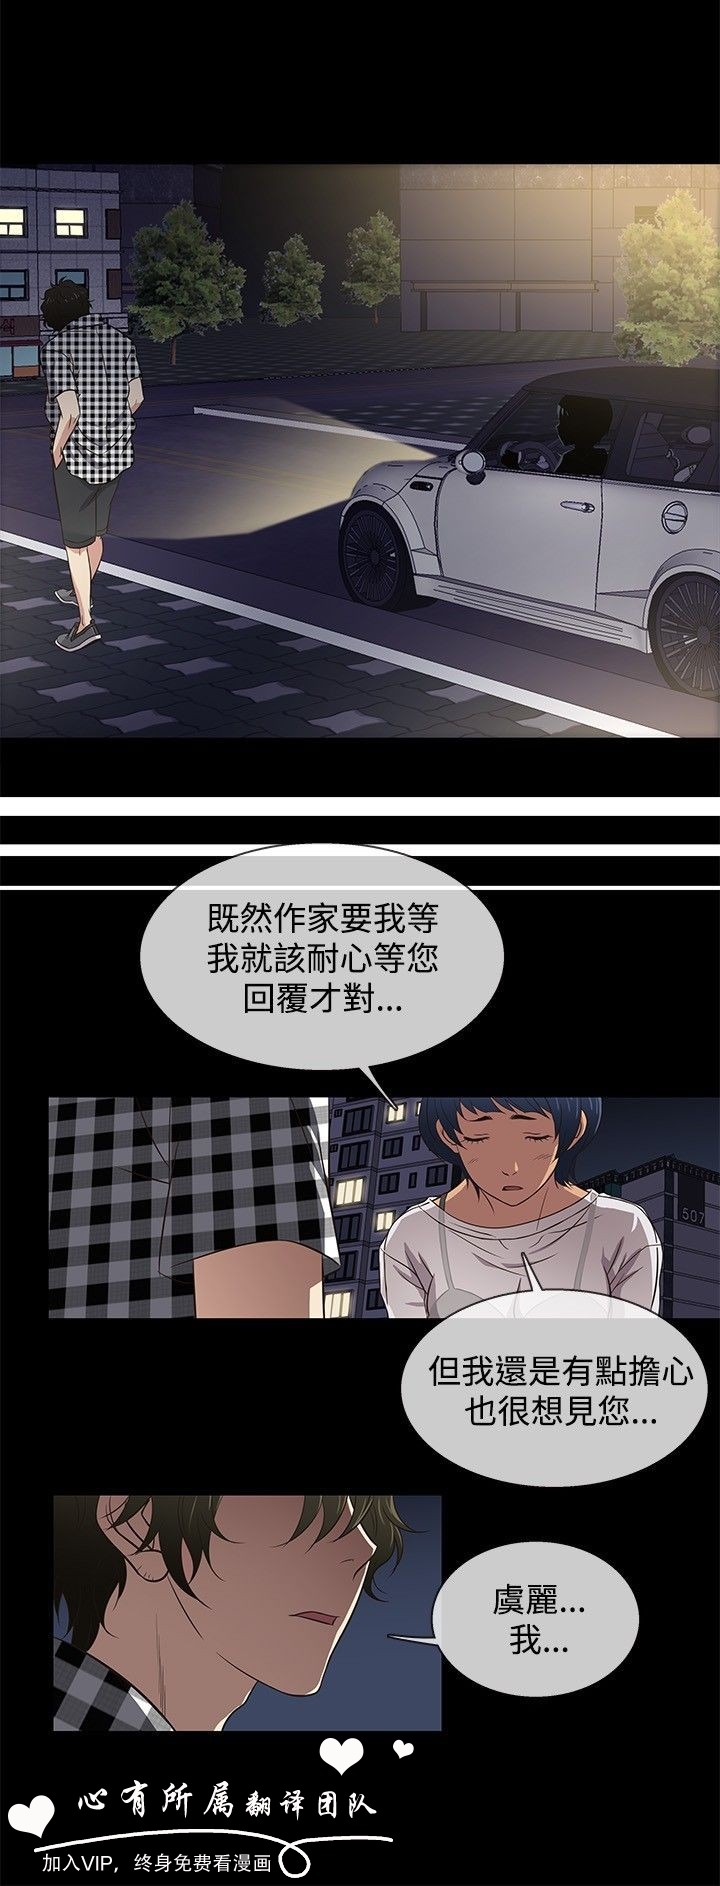 既然作家要我等
我就該耐心等您
回覆才對...
507
但我還是有點擔心
也很想見您...
虞麗...
我...
心有所属翻译团队
加入VIP，终身免费看漫画